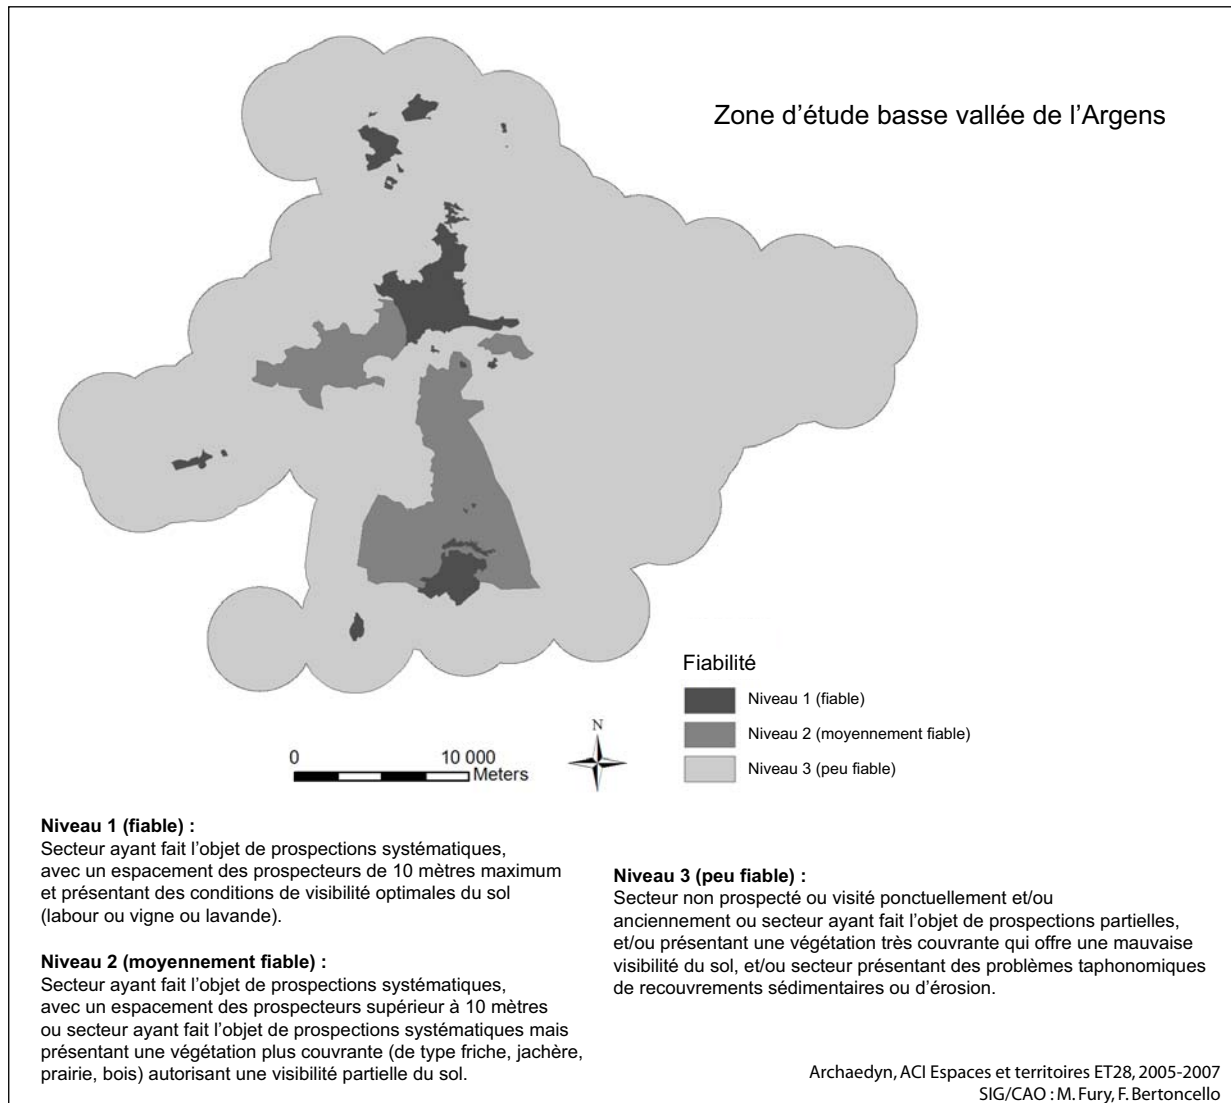 Zone d’étude basse vallée de l’Argens
Fiabilité
Niveau 1 (fiable)
Niveau 2 (moyennement fiable)
Niveau 3 (peu fiable)
N
0 10 000
Meters
Niveau 1 (fiable) :
Secteur ayant fait l’objet de prospections systématiques,
avec un espacement des prospecteurs de 10 mètres maximum
et présentant des conditions de visibilité optimales du sol
(labour ou vigne ou lavande).
Niveau 2 (moyennement fiable) :
Secteur ayant fait l’objet de prospections systématiques,
avec un espacement des prospecteurs supérieur à 10 mètres
ou secteur ayant fait l’objet de prospections systématiques mais
présentant une végétation plus couvrante (de type friche, jachère,
prairie, bois) autorisant une visibilité partielle du sol.
Niveau 3 (peu fiable) :
Secteur non prospecté ou visité ponctuellement et/ou
anciennement ou secteur ayant fait l’objet de prospections partielles,
et/ou présentant une végétation très couvrante qui offre une mauvaise
visibilité du sol, et/ou secteur présentant des problèmes taphonomiques
de recouvrements sédimentaires ou d’érosion.
Archaedyn, ACI Espaces et territoires ET28, 2005-2007
SIG/CAO : M. Fury, F. Bertoncello